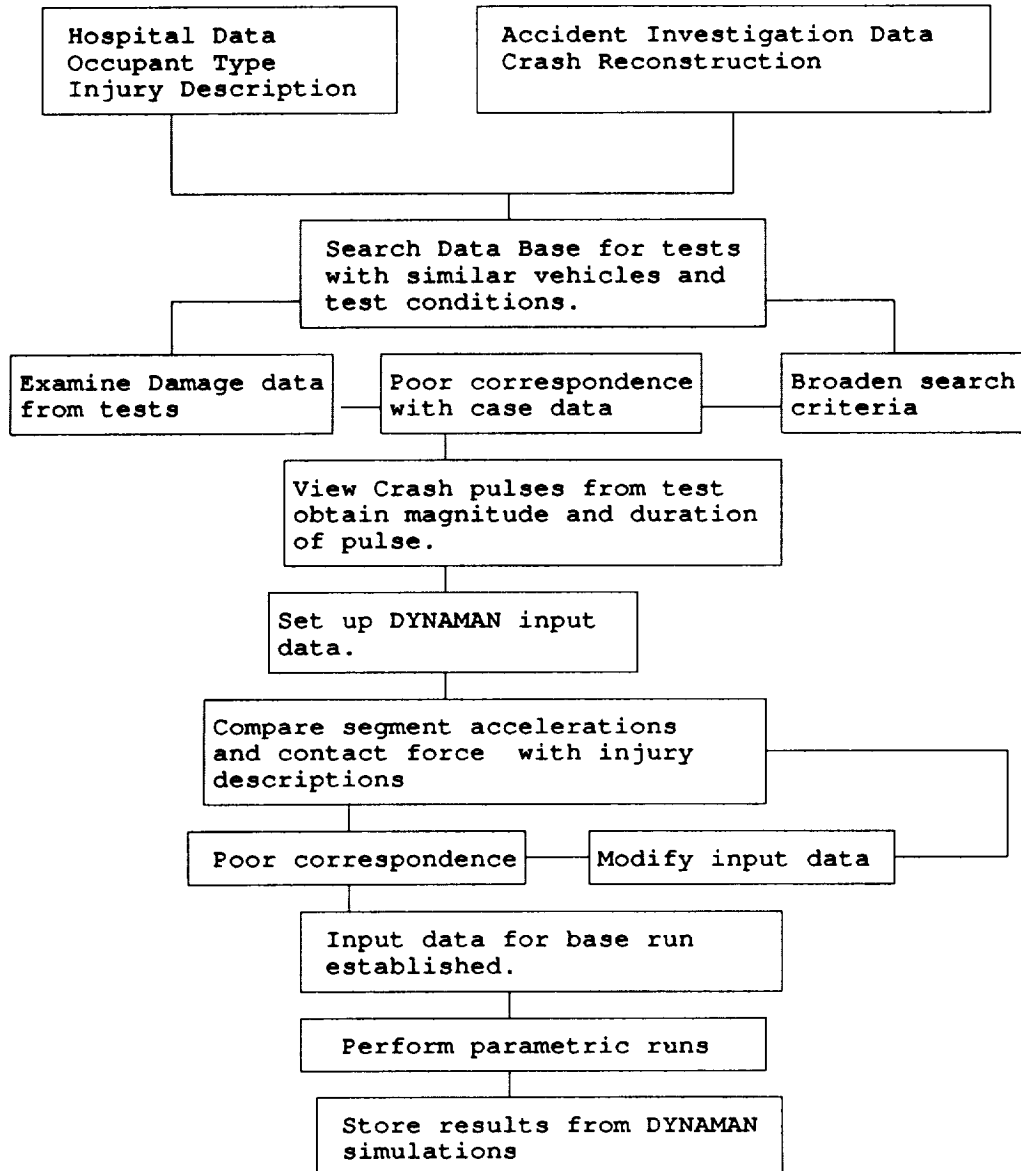 Hospital Data
Occupant Type
Injury Description
Accident Investigation Data
Crash Reconstruction
Search Data Base for tests
with similar vehicles and
test conditions.
Examine Damage data
from tests
Poor correspondence
with case data
Broaden search
criteria
View Crash pulses from test
obtain magnitude and duration
of pulse.
Set up DYNAMAN input
data.
Compare segment accelerations
and contact force  with injury
descriptions
Poor correspondence
Modify input data
Input data for base run
established.
Perform parametric runs
Store results from DYNAMAN
simulations